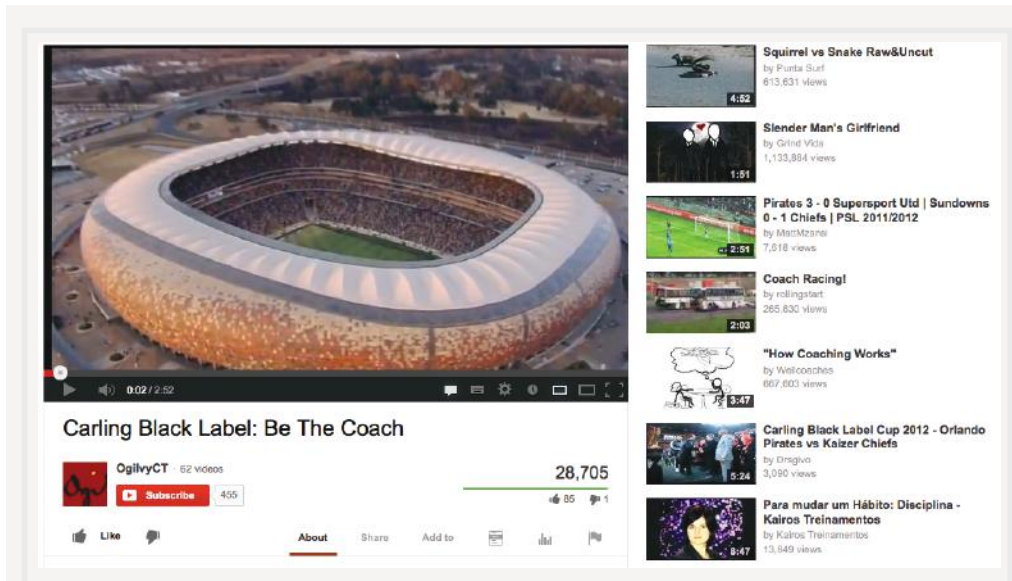 0:02 / 2:52
Carling Black Label: Be The Coach
OgilvyCT · 62 videos
Subscribe 455
28,705
85 1
Like
About Share Add to
Squirrel vs Snake Raw&Uncut
by Punta Surf
613,631 views
4:52
Slender Man's Girlfriend
by Grind Vida
1,133,884 views
1:51
Pirates 3 - 0 Supersport Utd | Sundowns
0 - 1 Chiefs | PSL 2011/2012
by MattMzansi
7,618 views
2:51
Coach Racing!
by rollingstart
265,830 views
2:03
"How Coaching Works"
by Wellcoaches
667,603 views
3:47
Carling Black Label Cup 2012 - Orlando
Pirates vs Kaizer Chiefs
by Drsgivo
3,090 views
5:24
Para mudar um Hábito: Disciplina -
Kairos Treinamentos
by Kairos Treinamentos
13,849 views
8:47